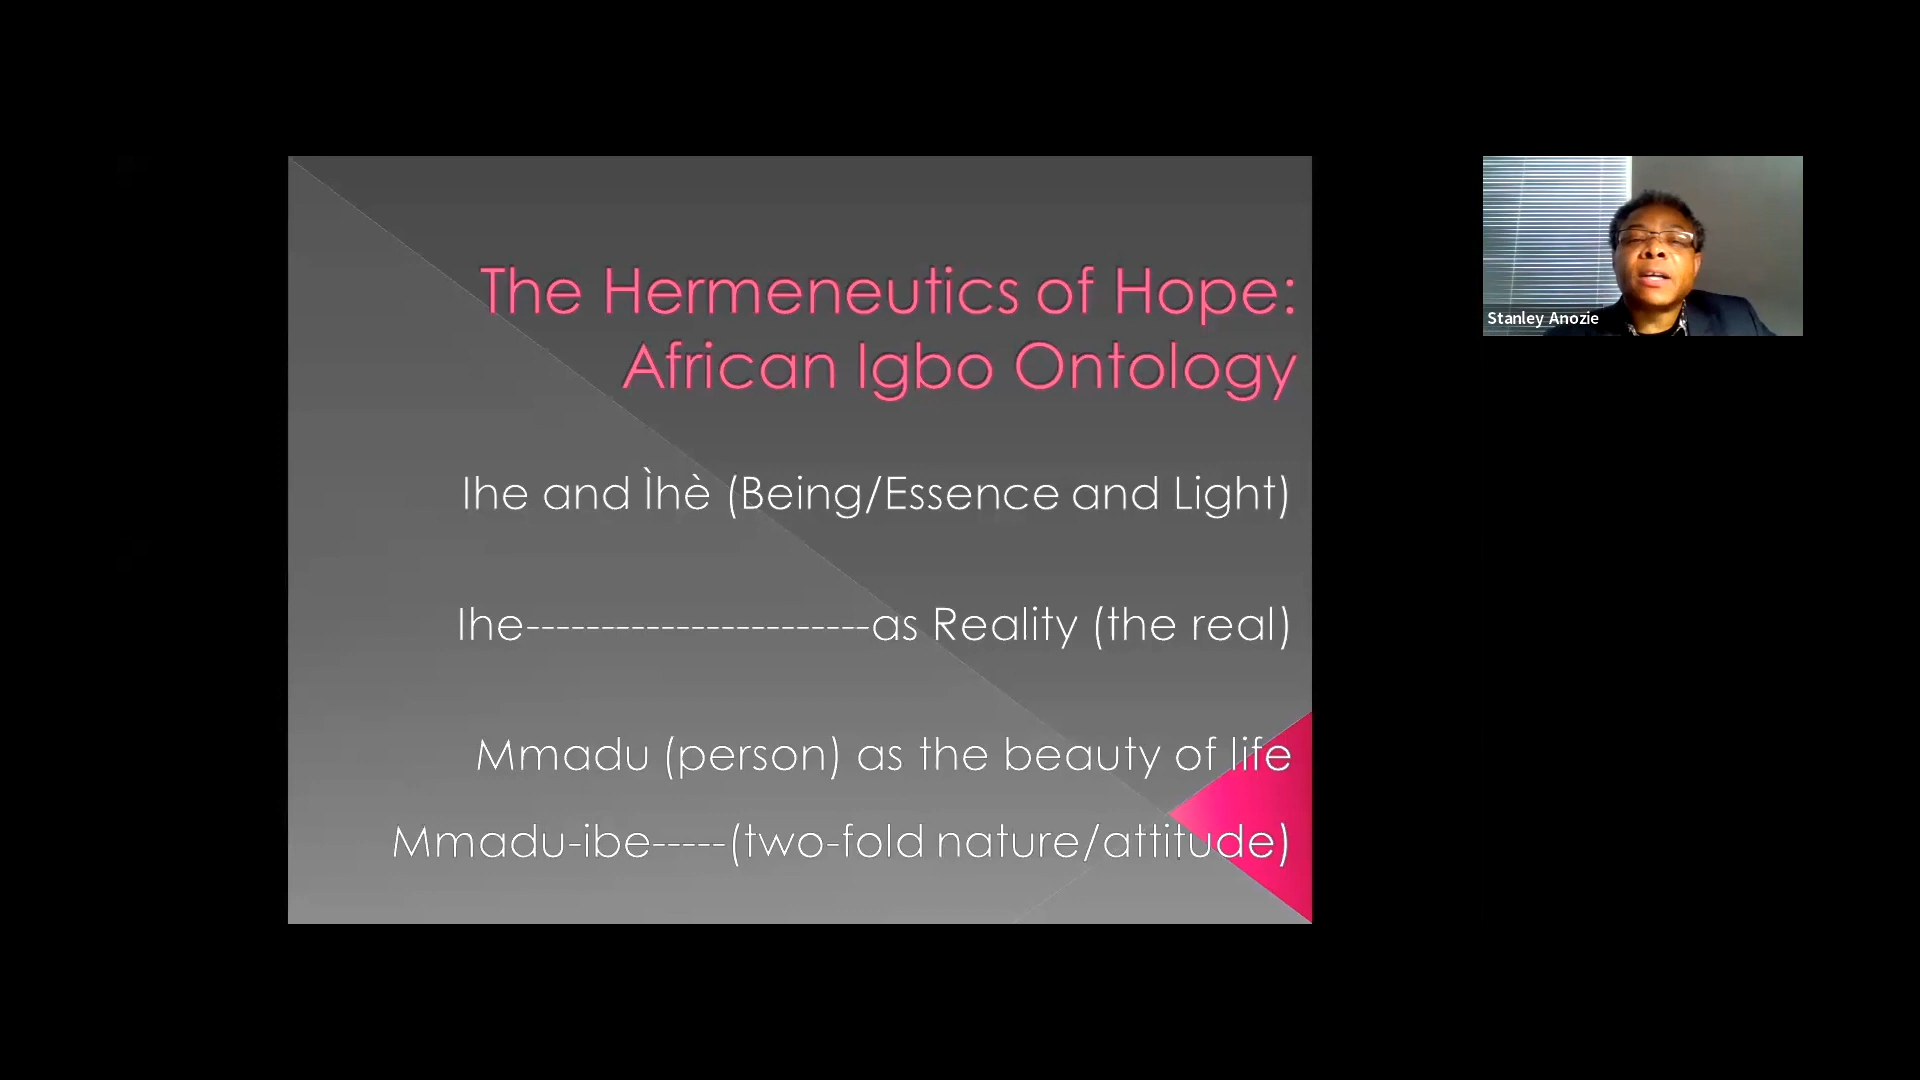 The Hermeneutics of Hope:
African Igbo Ontology
Ihe and Ìhè (Being/Essence and Light)
Ihe-----------------------as Reality (the real)
Mmadu (person) as the beauty of life
Mmadu-ibe-----(two-fold nature/attitude)
Stanley Anozie